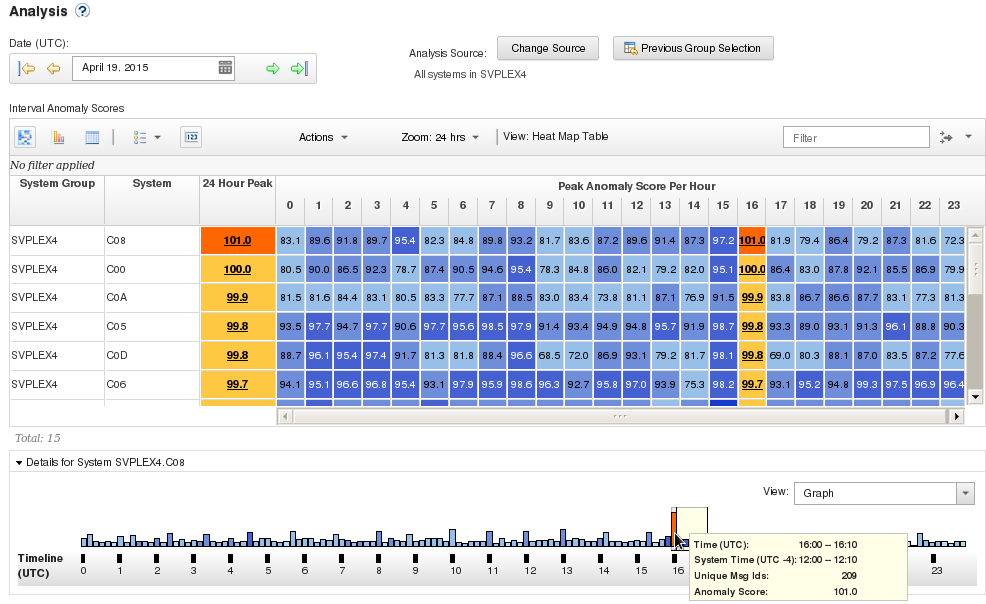 Analysis ?
Date (UTC):
April 19, 2015
Analysis Source: Change Source Previous Group Selection
All systems in SVPLEX4
Interval Anomaly Scores
123 Actions Zoom: 24 hrs View: Heat Map Table Filter
No filter applied
System Group System 24 Hour Peak Peak Anomaly Score Per Hour
0 1 2 3 4 5 6 7 8 9 10 11 12 13 14 15 16 17 18 19 20 21 22 23
SVPLEX4 C08 101.0 83.1 89.6 91.8 89.7 95.4 82.3 84.8 89.8 93.2 81.7 83.6 87.2 89.6 91.4 87.3 97.2 101.0 81.9 79.4 86.4 79.2 87.3 81.6 72.3
SVPLEX4 C00 100.0 80.5 90.0 86.5 92.3 78.7 87.4 90.5 94.6 95.4 78.3 84.8 86.0 82.1 79.2 82.0 95.1 100.0 86.4 83.0 87.8 92.1 85.5 86.9 79.9
SVPLEX4 C0A 99.9 81.5 81.6 84.4 83.1 80.5 83.3 77.7 87.1 88.5 83.0 83.4 73.8 81.1 87.1 76.9 91.5 99.9 83.8 86.7 86.6 87.7 83.1 77.3 81.3
SVPLEX4 C05 99.8 93.5 97.7 94.7 97.7 90.6 97.7 95.6 98.5 97.9 91.4 93.4 94.9 94.8 95.7 91.9 98.7 99.8 93.3 89.0 93.1 91.3 96.1 88.8 90.3
SVPLEX4 C0D 99.8 88.7 96.1 95.4 97.4 91.7 81.3 81.8 88.4 96.6 68.5 72.0 86.9 93.1 79.2 81.7 98.1 99.8 69.0 80.3 88.1 87.0 83.5 87.2 77.6
SVPLEX4 C06 99.7 94.1 95.1 96.6 96.8 95.4 93.1 97.9 95.9 98.6 96.3 92.7 95.8 97.0 93.9 75.3 98.2 99.7 93.1 95.2 94.8 99.3 97.5 96.9 96.4
Total: 15
Details for System SVPLEX4.C08
View: Graph
Timeline
(UTC)
0 1 2 3 4 5 6 7 8 9 10 11 12 13 14 15 16 23
Time (UTC): 16:00 -- 16:10
System Time (UTC -4): 12:00 -- 12:10
Unique Msg Ids: 209
Anomaly Score: 101.0